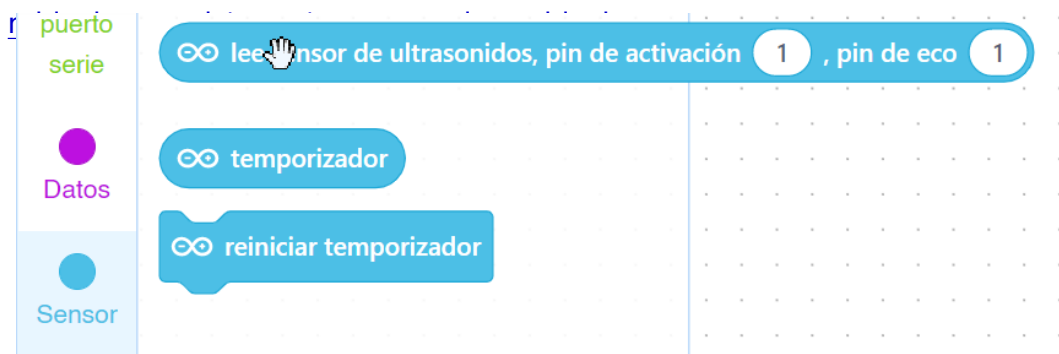 puerto
serie
lee sensor de ultrasonidos, pin de activación 1 , pin de eco 1
temporizador
Datos
reiniciar temporizador
Sensor